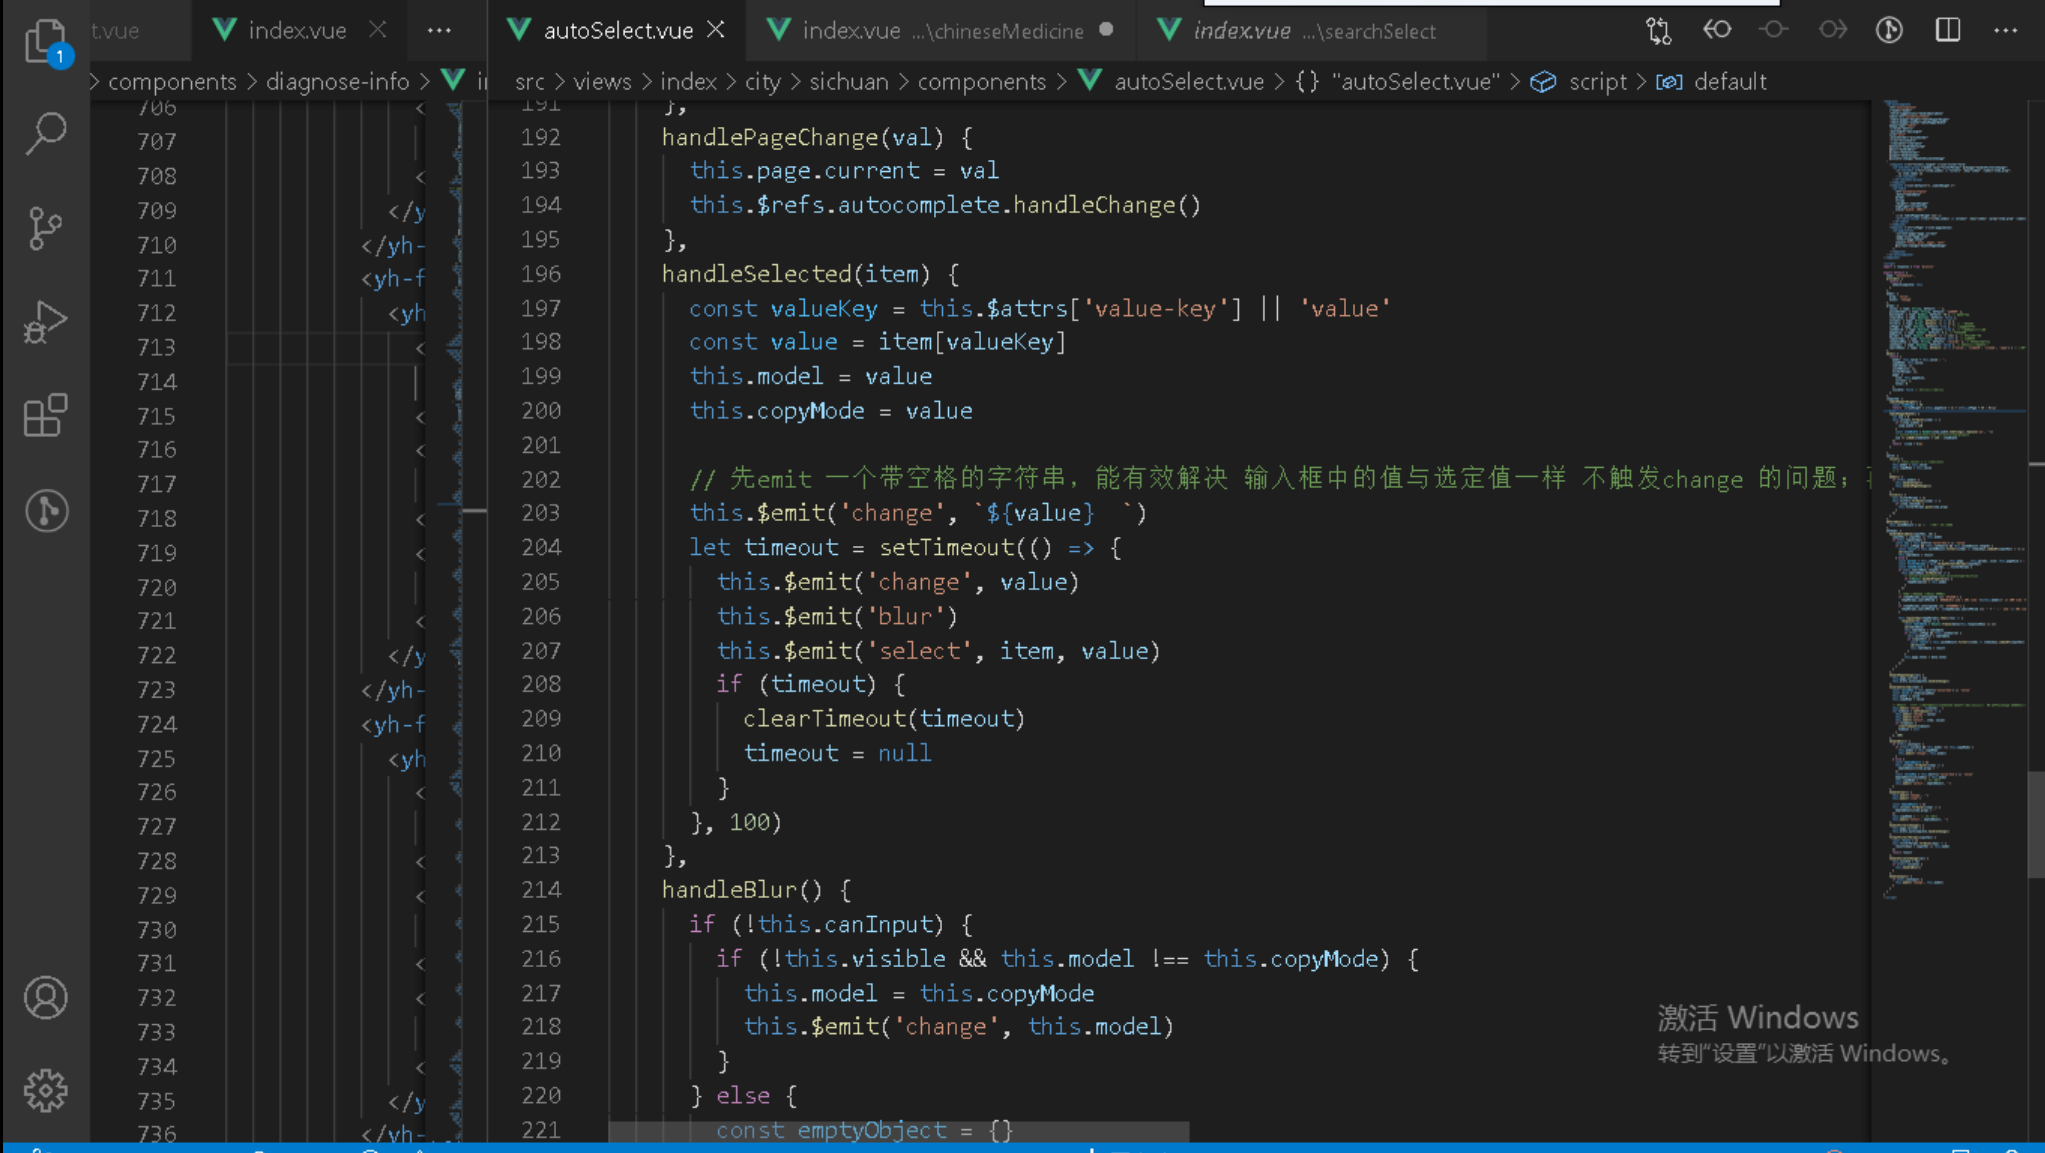 t.vue
index.vue
autoSelect.vue
index.vue ...\chineseMedicine
index.vue ...\searchSelect
1
> components > diagnose-info >
src > views > index > city > sichuan > components > autoSelect.vue > {} "autoSelect.vue" > script > default
706 <
707
708 <
709 </y
710 </yh-
711 <yh-f
712 <yh
713 <
714
715 <
716 <
717 <
718 <
719 <
720
721 <
722 </y
723 </yh-
724 <yh-f
725 <yh
726 <
727
728 <
729 <
730
731 <
732 <
733
734 <
735 </y
736 </yh-
191 },
192 handlePageChange(val) {
193 this.page.current = val
194 this.$refs.autocomplete.handleChange()
195 },
196 handleSelected(item) {
197 const valueKey = this.$attrs['value-key'] || 'value'
198 const value = item[valueKey]
199 this.model = value
200 this.copyMode = value
201
202 // 先emit 一个带空格的字符串，能有效解决 输入框中的值与选定值一样 不触发change 的问题；
203 this.$emit('change', `${value}  `)
204 let timeout = setTimeout(() => {
205 this.$emit('change', value)
206 this.$emit('blur')
207 this.$emit('select', item, value)
208 if (timeout) {
209 clearTimeout(timeout)
210 timeout = null
211 }
212 }, 100)
213 },
214 handleBlur() {
215 if (!this.canInput) {
216 if (!this.visible && this.model !== this.copyMode) {
217 this.model = this.copyMode
218 this.$emit('change', this.model)
219 }
220 } else {
221 const emptyObject = {}
激活 Windows
转到"设置"以激活 Windows。